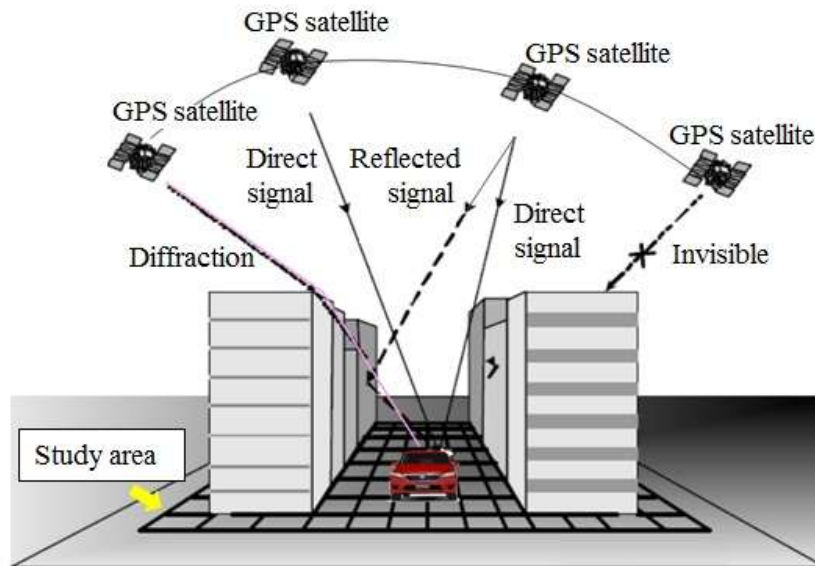 GPS satellite
GPS satellite
GPS satellite
GPS satellite
Direct
signal
Reflected
signal
Direct
signal
Diffraction
Invisible
Study area